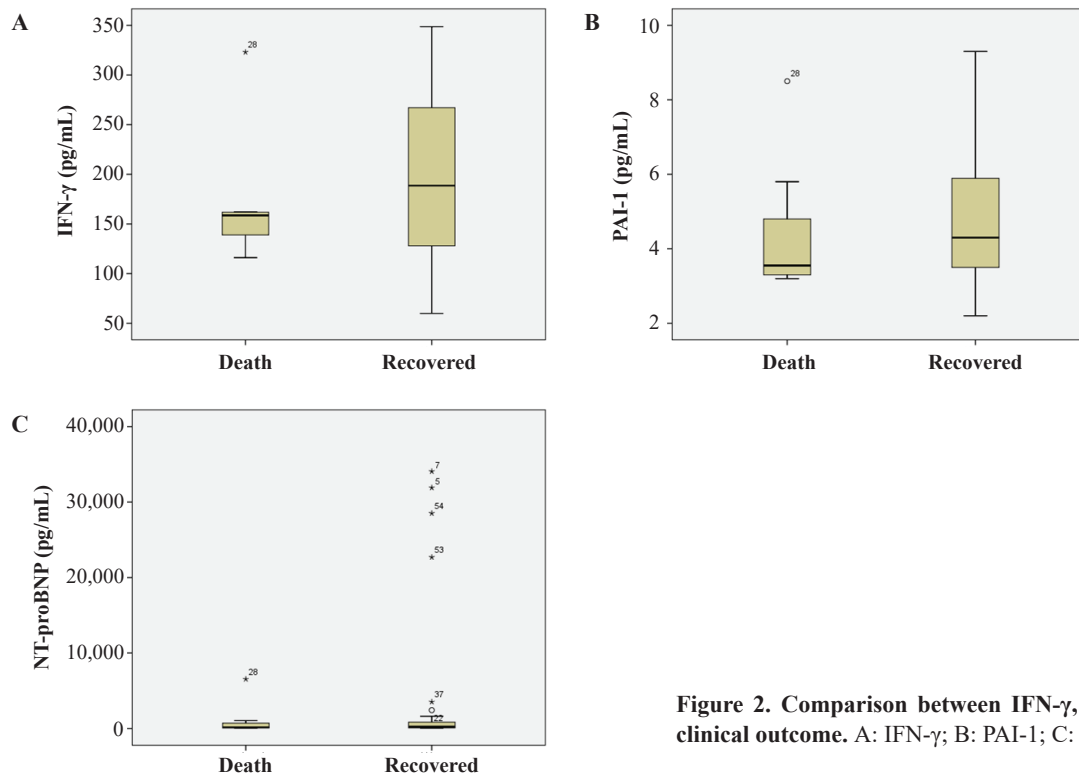 A
IFN-γ (pg/mL)
350
300
250
200
150
100
50
28
Death
Recovered
B
PAI-1 (pg/mL)
10
8
6
4
2
28
Death
Recovered
C
NT-proBNP (pg/mL)
40,000
30,000
20,000
10,000
0
28
7
5
54
53
37
22
Death
Recovered
Figure 2. Comparison between IFN-γ,
clinical outcome. A: IFN-γ; B: PAI-1; C: